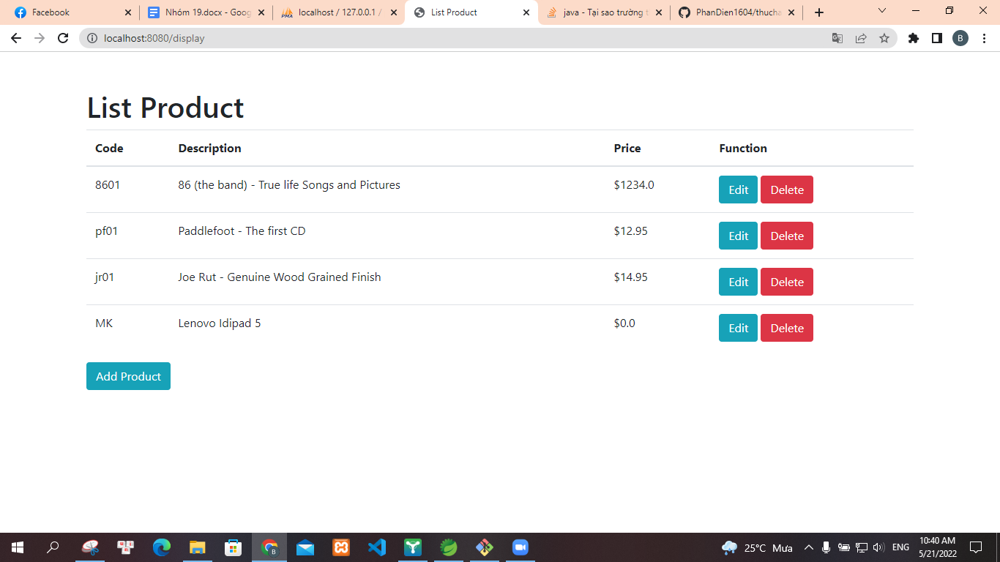 Facebook
Nhóm 19.docx - Goog
localhost / 127.0.0.1 /
List Product
java - Tại sao trường t
PhanDien1604/thucha
localhost:8080/display
B
List Product
Code Description Price Function
8601 86 (the band) - True life Songs and Pictures $1234.0 Edit Delete
pf01 Paddlefoot - The first CD $12.95 Edit Delete
jr01 Joe Rut - Genuine Wood Grained Finish $14.95 Edit Delete
MK Lenovo Idipad 5 $0.0 Edit Delete
Add Product
25°C Mưa
ENG
10:40 AM
5/21/2022